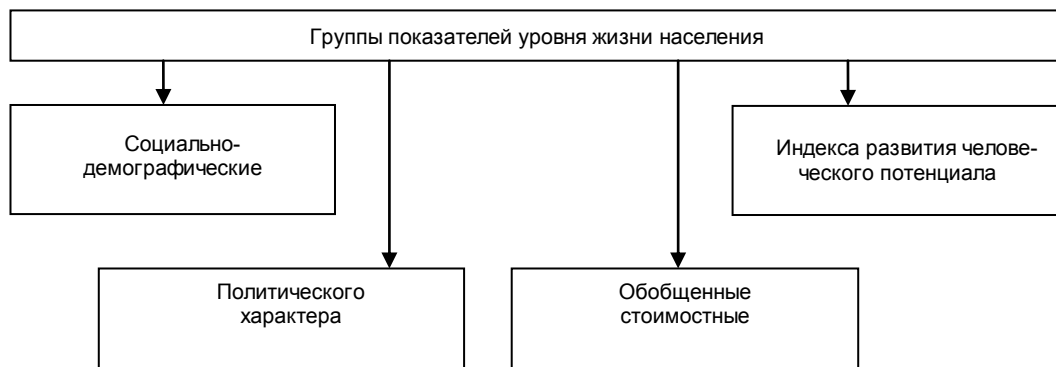 Группы показателей уровня жизни населения
Социально-
демографические
Индекса развития челове-
ческого потенциала
Политического
характера
Обобщенные
стоимостные